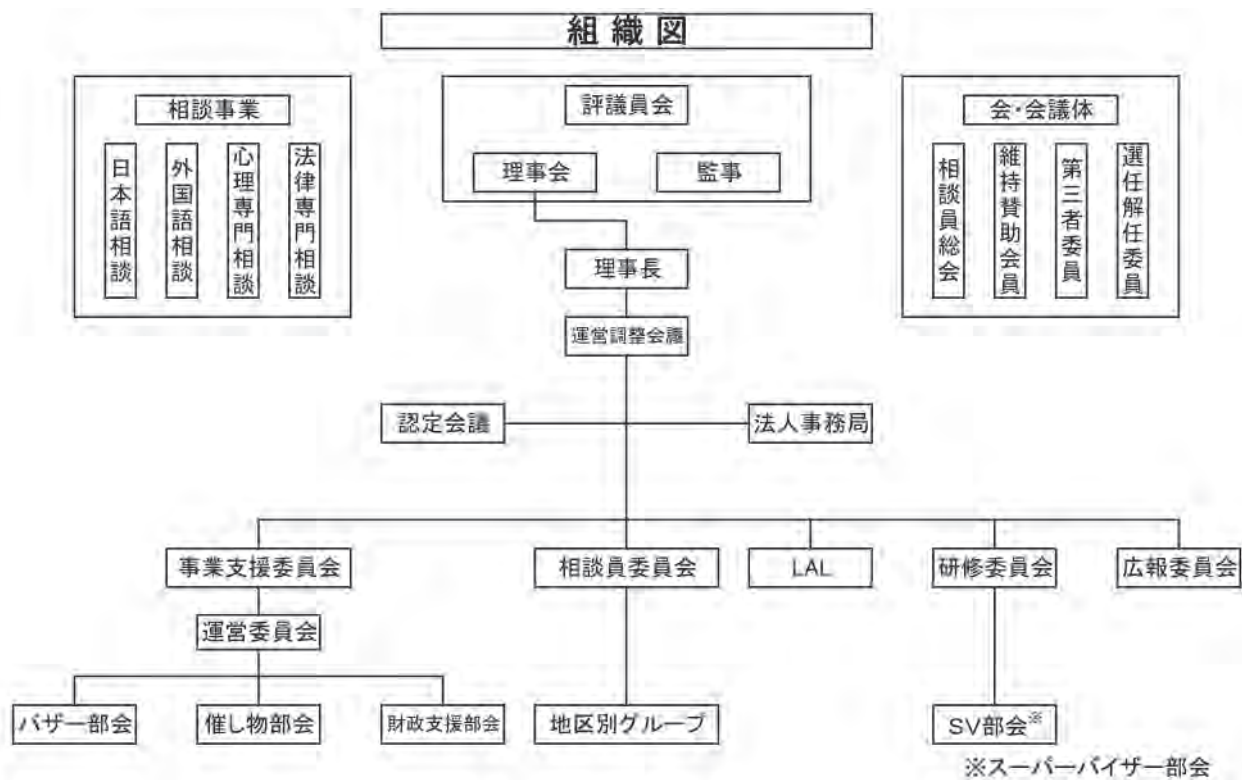 組織図
相談事業
日本語相談
外国語相談
心理専門相談
法律専門相談
評議員会
理事会
監事
会・会議体
相談員総会
維持賛助会員
第三者委員
選任解任委員
理事長
運営調整会議
認定会議
法人事務局
事業支援委員会
相談員委員会
LAL
研修委員会
広報委員会
運営委員会
バザー部会
催し物部会
財政支援部会
地区別グループ
SV部会※
※スーパーバイザー部会